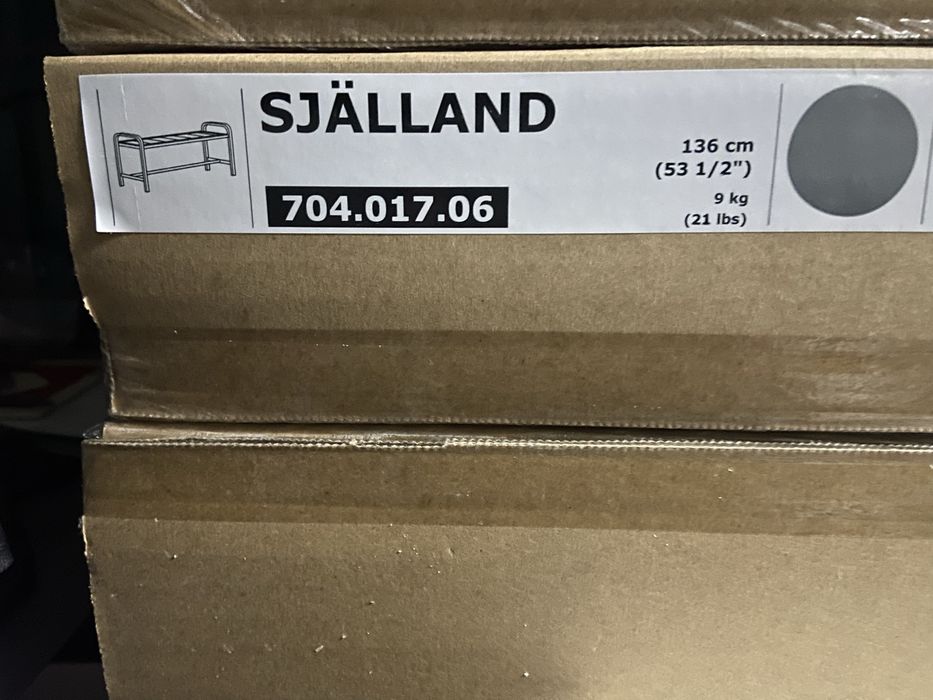 SJÄLLAND
136 cm
(53 1/2")
704.017.06
9 kg
(21 lbs)